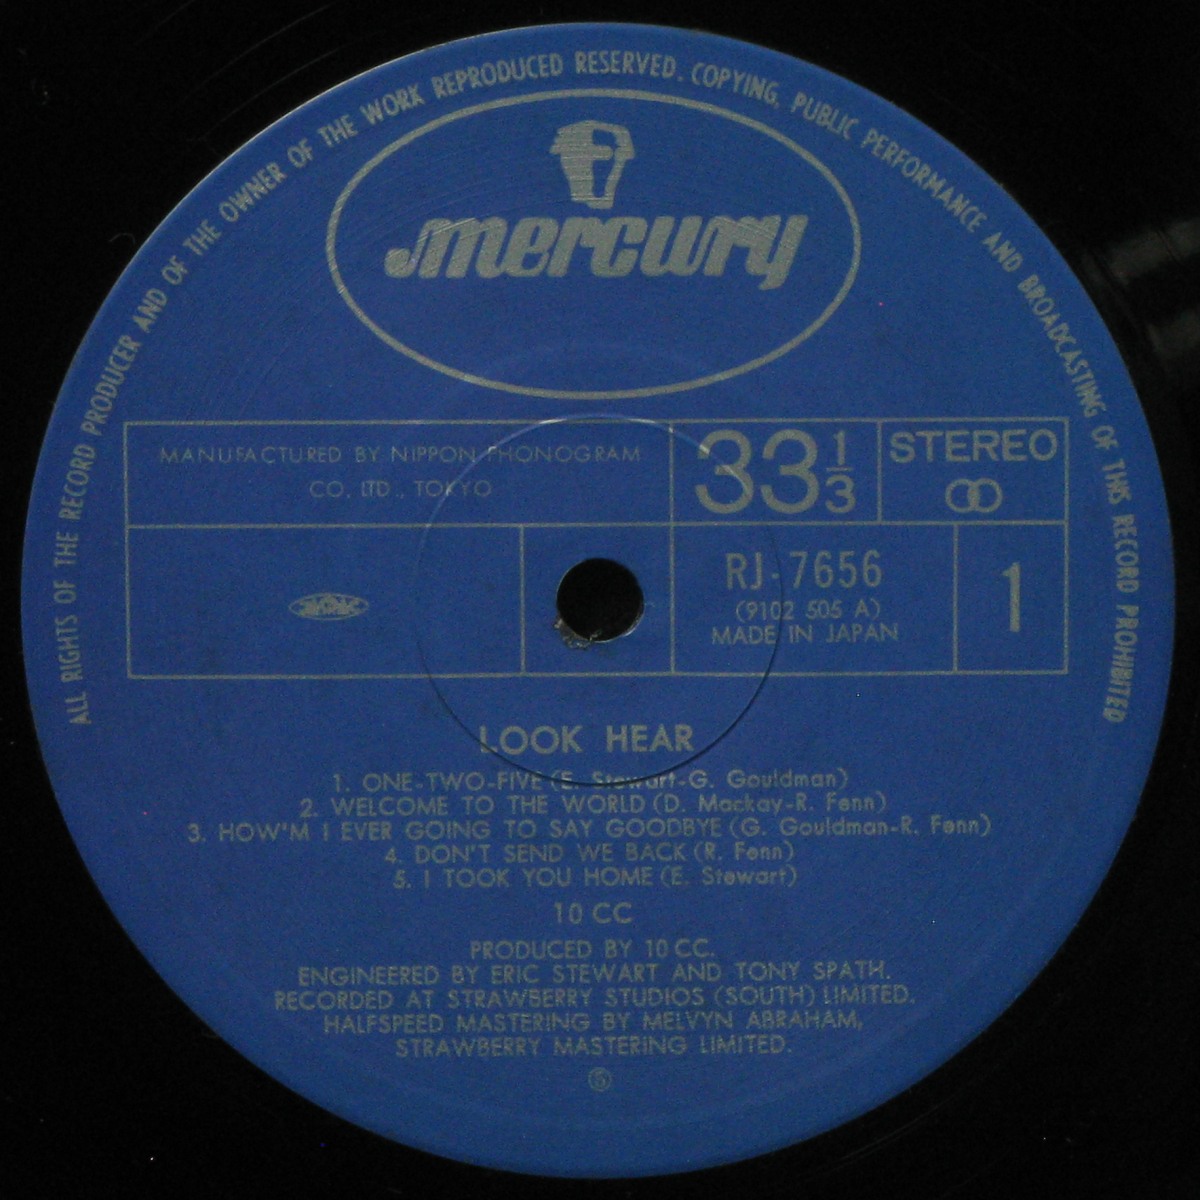 ALL RIGHTS OF THE RECORD PRODUCER AND OF THE OWNER OF THE WORK REPRODUCED RESERVED. COPYING, PUBLIC PERFORMANCE AND BROADCASTING OF THIS RECORD PROHIBITED
mercury
MANUFACTURED BY NIPPON PHONOGRAM
CO. LTD., TOKYO
33 1/3
STEREO
RJ-7656
(9102 505 A)
MADE IN JAPAN
1
LOOK HEAR
1. ONE-TWO-FIVE (E. Stewart-G. Gouldman)
2. WELCOME TO THE WORLD (D. Mackay-R. Fenn)
3. HOW'M I EVER GOING TO SAY GOODBYE (G. Gouldman-R. Fenn)
4. DON'T SEND WE BACK (R. Fenn)
5. I TOOK YOU HOME (E. Stewart)
10 CC
PRODUCED BY 10 CC.
ENGINEERED BY ERIC STEWART AND TONY SPATH.
RECORDED AT STRAWBERRY STUDIOS (SOUTH) LIMITED.
HALFSPEED MASTERING BY MELVYN ABRAHAM,
STRAWBERRY MASTERING LIMITED.